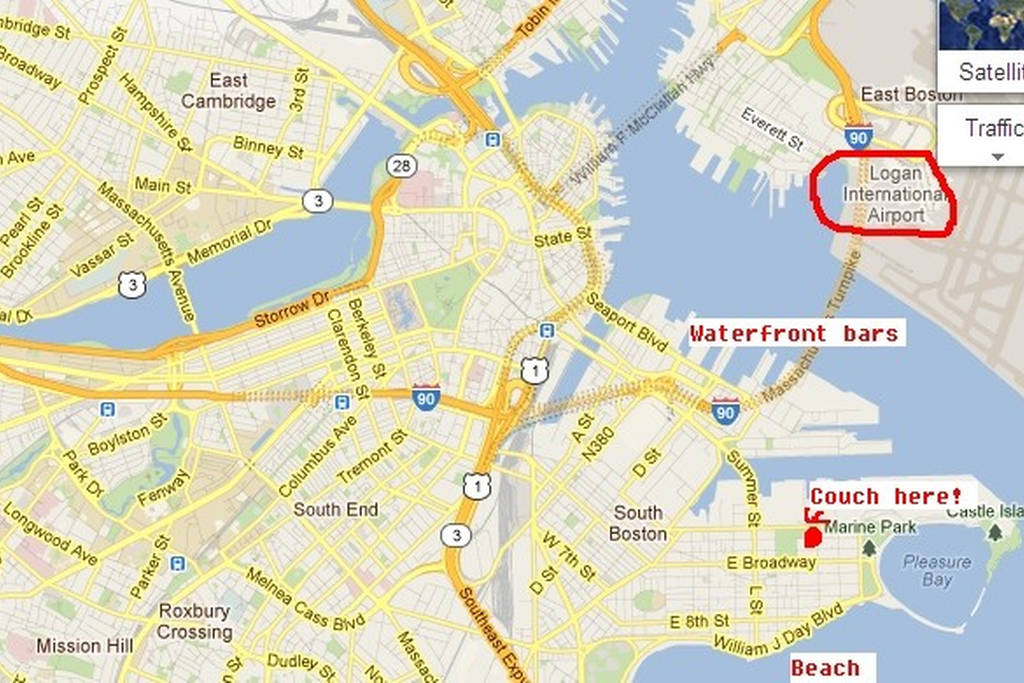 Cambridge St
Broadway
Prospect St
Hampshire St
East
Cambridge
3rd St
Binney St
Main St
Massachusetts Avenue
Pearl St
Brookline St
Vassar St
Memorial Dr
3
3
28
Tobin
William F McClellan Hwy
Everett St
East Boston
90
Satellit
Traffic
Logan
International
Airport
State St
Storrow Dr
Berkeley St
Clarendon St
Seaport Blvd
Waterfront bars
Massachus
Turnpike
1
90
90
Boylston St
Park Dr
Fenway
Longwood Ave
Columbus Ave
Tremont St
South End
A St
N380
D St
Summer St
1
3
South
Boston
Couch here!
Marine Park
Castle Isla
Pleasure
Bay
E Broadway
L St
W 7th St
D St
E 8th St
William J Day Blvd
Parker St
Melnea Cass Blvd
Roxbury
Crossing
Mission Hill
Dudley St
Massac
Southeast Expy
Beach